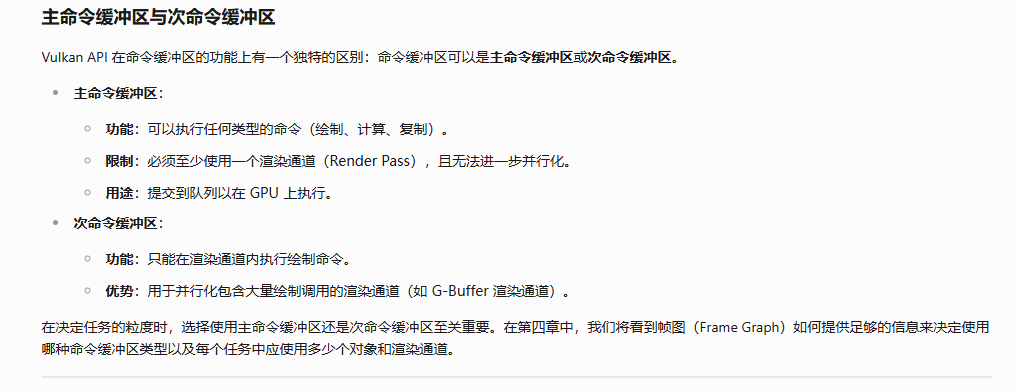 主命令缓冲区与次命令缓冲区
Vulkan API 在命令缓冲区的功能上有一个独特的区别：命令缓冲区可以是主命令缓冲区或次命令缓冲区。
主命令缓冲区：
功能：可以执行任何类型的命令（绘制、计算、复制）。
限制：必须至少使用一个渲染通道（Render Pass），且无法进一步并行化。
用途：提交到队列以在 GPU 上执行。
次命令缓冲区：
功能：只能在渲染通道内执行绘制命令。
优势：用于并行化包含大量绘制调用的渲染通道（如 G-Buffer 渲染通道）。
在决定任务的粒度时，选择使用主命令缓冲区还是次命令缓冲区至关重要。在第四章中，我们将看到帧图（Frame Graph）如何提供足够的信息来决定使用
哪种命令缓冲区类型以及每个任务中应使用多少个对象和渲染通道。